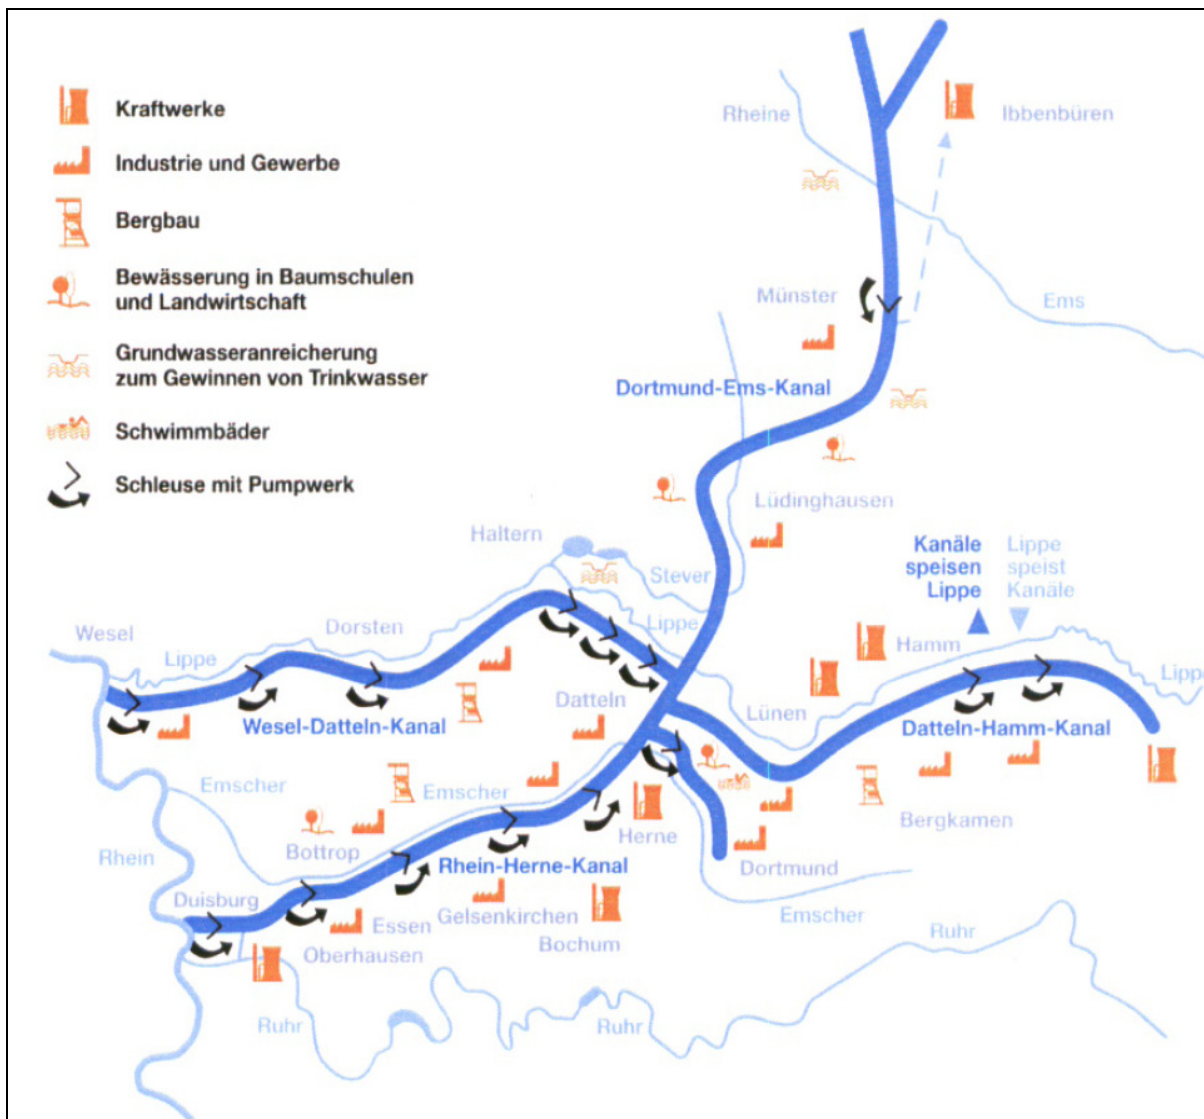 Kraftwerke
Industrie und Gewerbe
Bergbau
Bewässerung in Baumschulen
und Landwirtschaft
Grundwasseranreicherung
zum Gewinnen von Trinkwasser
Schwimmbäder
Schleuse mit Pumpwerk
Rheine
Ibbenbüren
Münster
Ems
Dortmund-Ems-Kanal
Lüdinghausen
Haltern
Stever
Kanäle
speisen
Lippe
Lippe
speist
Kanäle
Wesel
Dorsten
Lippe
Lippe
Hamm
Lippe
Datteln
Lünen
Wesel-Datteln-Kanal
Datteln-Hamm-Kanal
Emscher
Emscher
Herne
Bergkamen
Bottrop
Rhein
Rhein-Herne-Kanal
Dortmund
Duisburg
Essen
Gelsenkirchen
Emscher
Oberhausen
Bochum
Ruhr
Ruhr
Ruhr